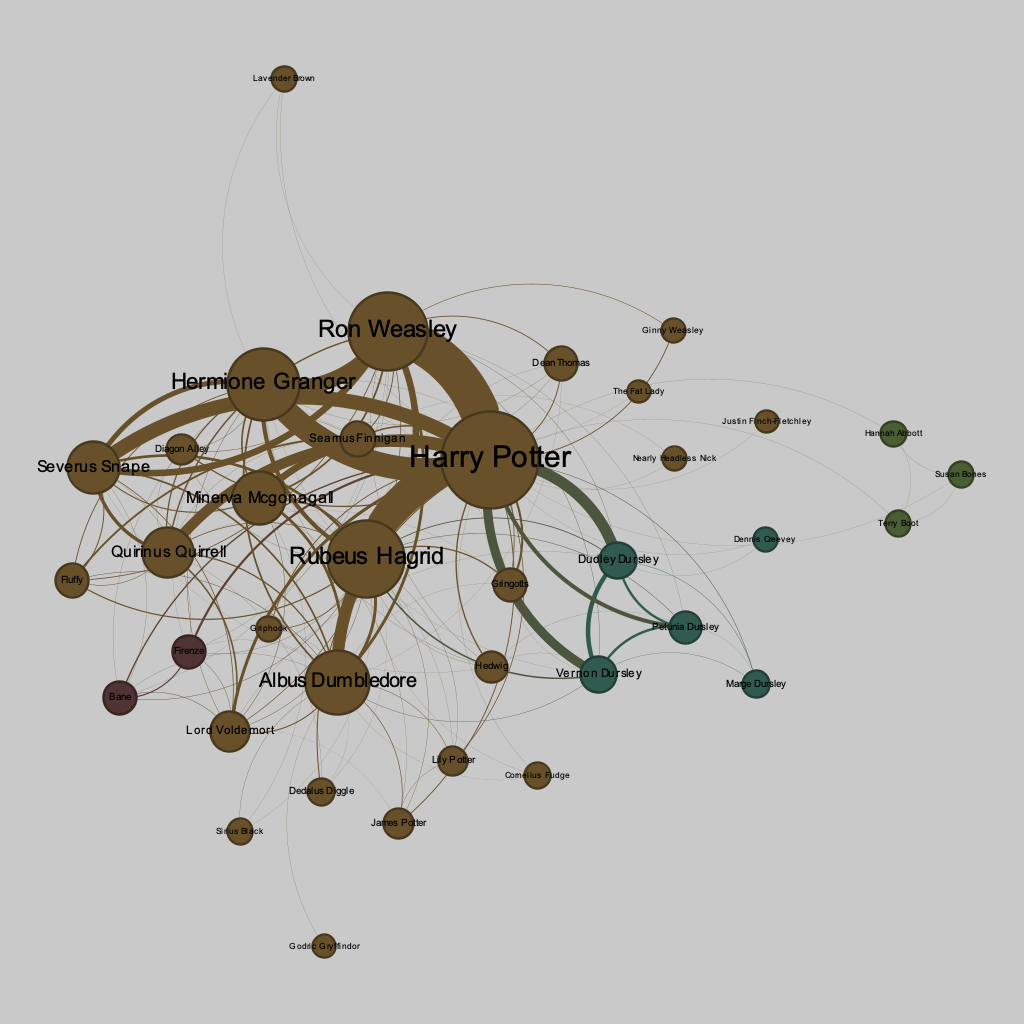 Lavender Brown
Ron Weasley
Ginny Weasley
Dean Thomas
Hermione Granger
The Fat Lady
Justin Finch-Fletchley
Hannah Abbott
Seamus Finnigan
Diagon Alley
Harry Potter
Nearly Headless Nick
Severus Snape
Susan Bones
Minerva Mcgonagall
Terry Boot
Dennis Creevey
Quirinus Quirrell
Rubeus Hagrid
Dudley Dursley
Fluffy
Gringotts
Griphook
Petunia Dursley
Firenze
Hedwig
Vernon Dursley
Albus Dumbledore
Marge Dursley
Bane
Lord Voldemort
Lily Potter
Cornelius Fudge
Dedalus Diggle
James Potter
Sirius Black
Godric Gryffindor